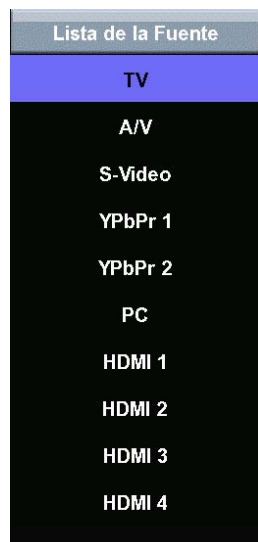 Lista de la Fuente
TV
A/V
S-Video
YPbPr 1
YPbPr 2
PC
HDMI 1
HDMI 2
HDMI 3
HDMI 4